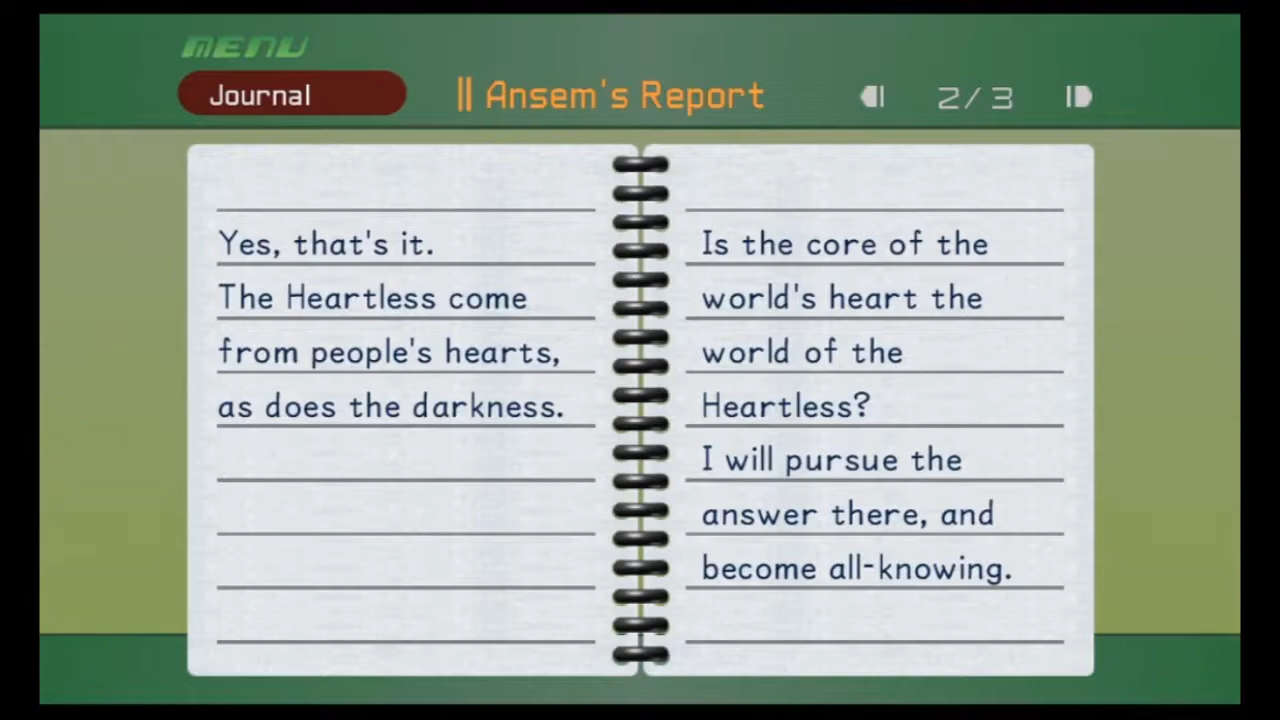 MENU
Journal
Ansem's Report
2/3
Yes, that's it.
The Heartless come
from people's hearts,
as does the darkness.
Is the core of the
world's heart the
world of the
Heartless?
I will pursue the
answer there, and
become all-knowing.